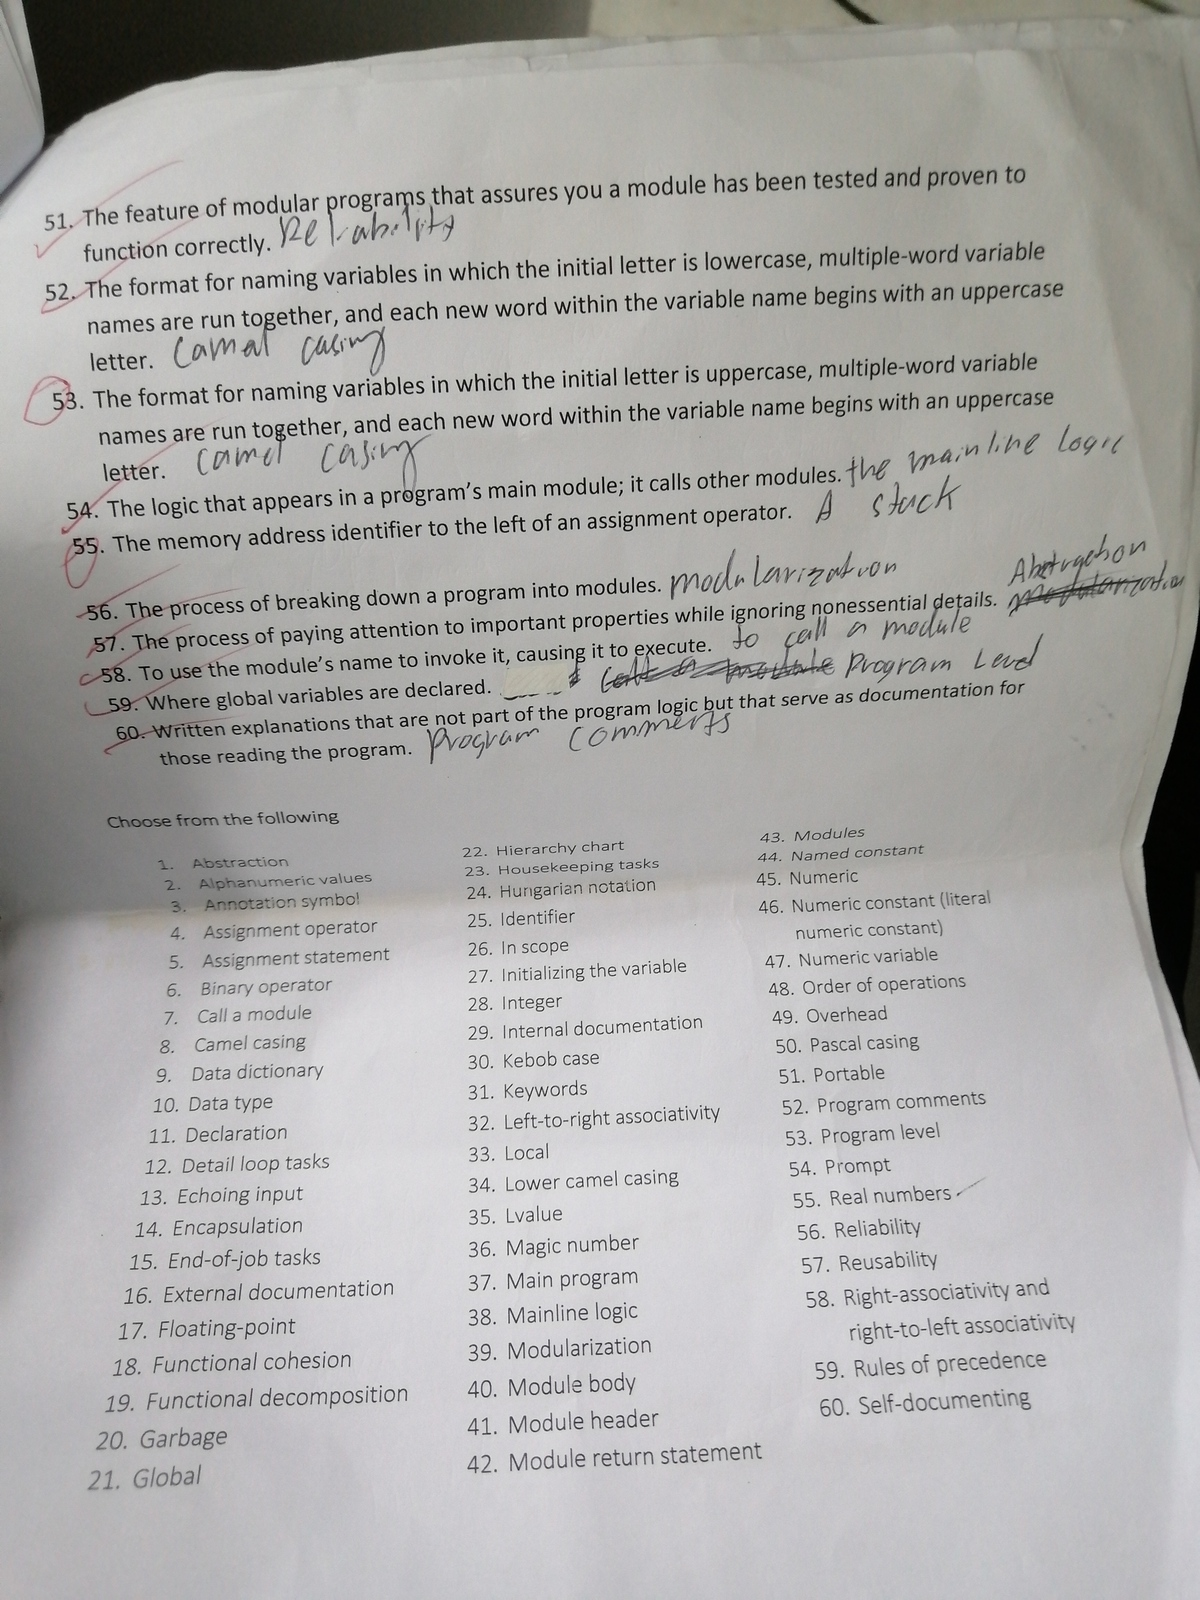 51. The feature of modular programs that assures you a module has been tested and proven to
function correctly. Reliability
52. The format for naming variables in which the initial letter is lowercase, multiple-word variable
names are run together, and each new word within the variable name begins with an uppercase
letter. Camal casing
53. The format for naming variables in which the initial letter is uppercase, multiple-word variable
names are run together, and each new word within the variable name begins with an uppercase
letter. camel casing
54. The logic that appears in a program's main module; it calls other modules. the mainline logic
55. The memory address identifier to the left of an assignment operator. A stack
56. The process of breaking down a program into modules. modularization
57. The process of paying attention to important properties while ignoring nonessential details. modularization
58. To use the module's name to invoke it, causing it to execute. to call a module
59. Where global variables are declared. Program Level
60. Written explanations that are not part of the program logic but that serve as documentation for
those reading the program. Program comments
Choose from the following
1. Abstraction
2. Alphanumeric values
3. Annotation symbol
4. Assignment operator
5. Assignment statement
6. Binary operator
7. Call a module
8. Camel casing
9. Data dictionary
10. Data type
11. Declaration
12. Detail loop tasks
13. Echoing input
14. Encapsulation
15. End-of-job tasks
16. External documentation
17. Floating-point
18. Functional cohesion
19. Functional decomposition
20. Garbage
21. Global
22. Hierarchy chart
23. Housekeeping tasks
24. Hungarian notation
25. Identifier
26. In scope
27. Initializing the variable
28. Integer
29. Internal documentation
30. Kebob case
31. Keywords
32. Left-to-right associativity
33. Local
34. Lower camel casing
35. Lvalue
36. Magic number
37. Main program
38. Mainline logic
39. Modularization
40. Module body
41. Module header
42. Module return statement
43. Modules
44. Named constant
45. Numeric
46. Numeric constant (literal
numeric constant)
47. Numeric variable
48. Order of operations
49. Overhead
50. Pascal casing
51. Portable
52. Program comments
53. Program level
54. Prompt
55. Real numbers
56. Reliability
57. Reusability
58. Right-associativity and
right-to-left associativity
59. Rules of precedence
60. Self-documenting